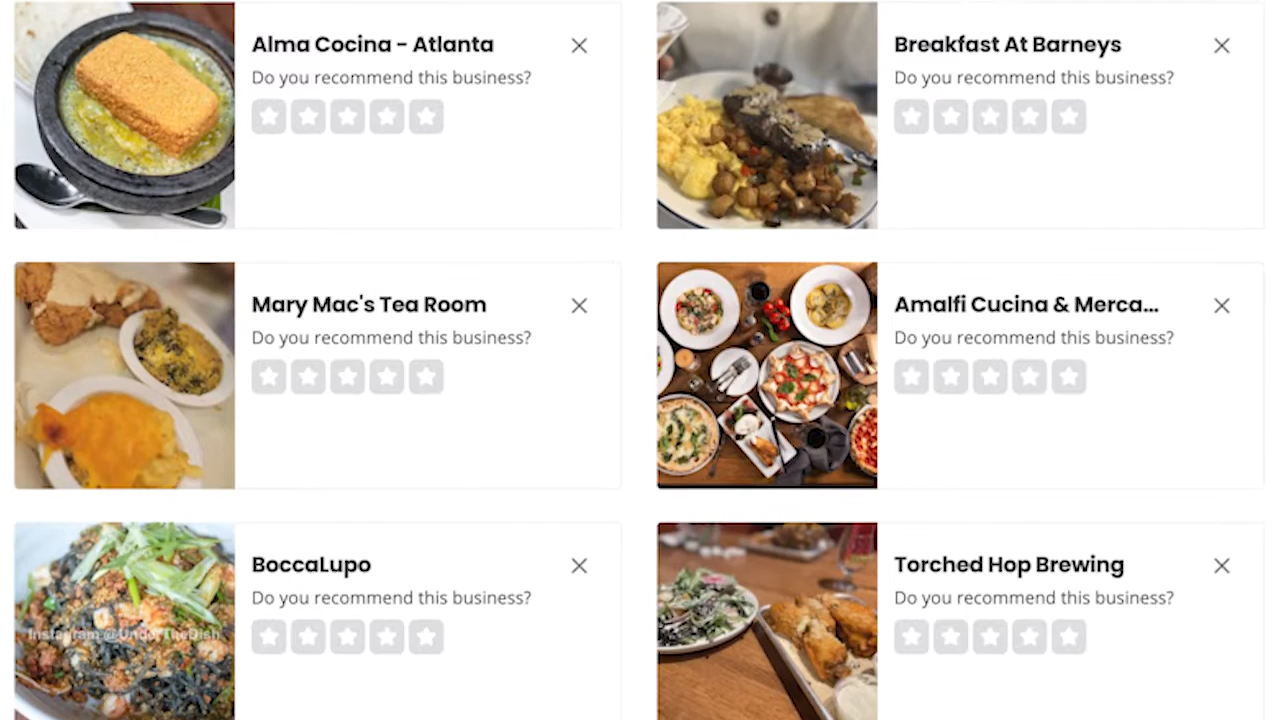 Alma Cocina - Atlanta
Do you recommend this business?
Breakfast At Barneys
Do you recommend this business?
Mary Mac's Tea Room
Do you recommend this business?
Amalfi Cucina & Merca...
Do you recommend this business?
BoccaLupo
Do you recommend this business?
Instagram @UnderTheDish
Torched Hop Brewing
Do you recommend this business?